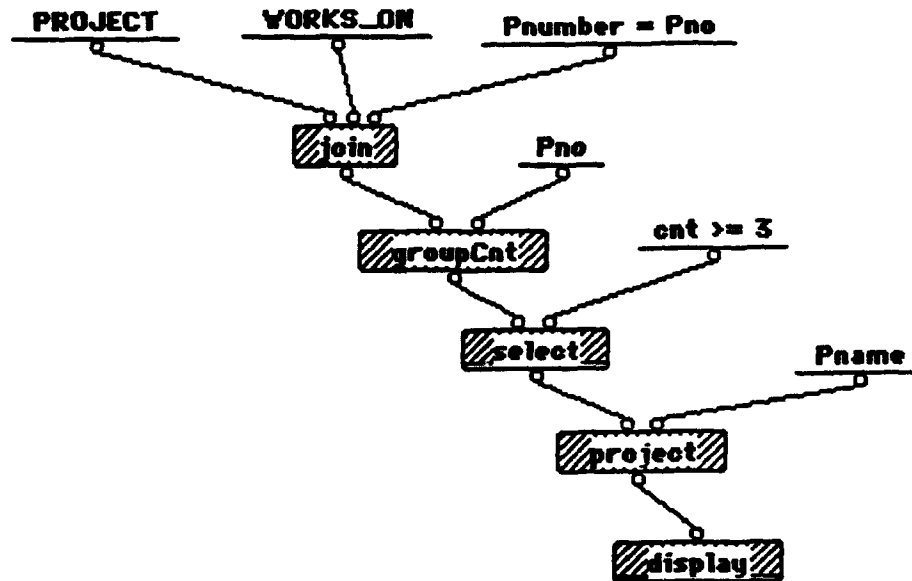 PROJECT
WORKS_ON
Pnumber = Pno
join
Pno
groupCnt
cnt >= 3
select
Pname
project
display